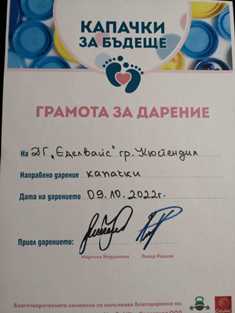 КАПАЧКИ
ЗА БЪДЕЩЕ
ГРАМОТА ЗА ДАРЕНИЕ
На ДГ „Еделвайс" гр. Кюстендил
Направено дарение капачки
Дата на дарението 09.10.2022г.
Приел дарението: